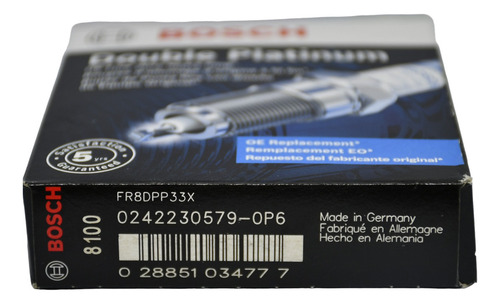 BOSCH
Double Platinum
Satisfaction
5 yrs.
Guaranteed
OE Replacement*
Remplacement EO*
Repuesto del fabricante original*
BOSCH
8100
FR8DPP33X
0242230579-0P6
0 28851 03477 7
Made in Germany
Fabriqué en Allemagne
Hecho en Alemania